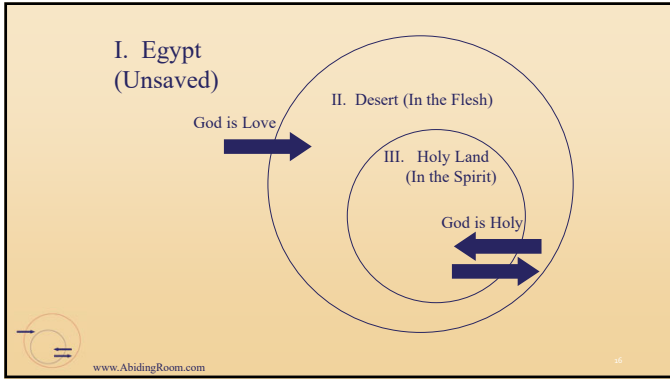 I. Egypt
(Unsaved)
II. Desert (In the Flesh)
God is Love
III. Holy Land
(In the Spirit)
God is Holy
www.AbidingRoom.com
26